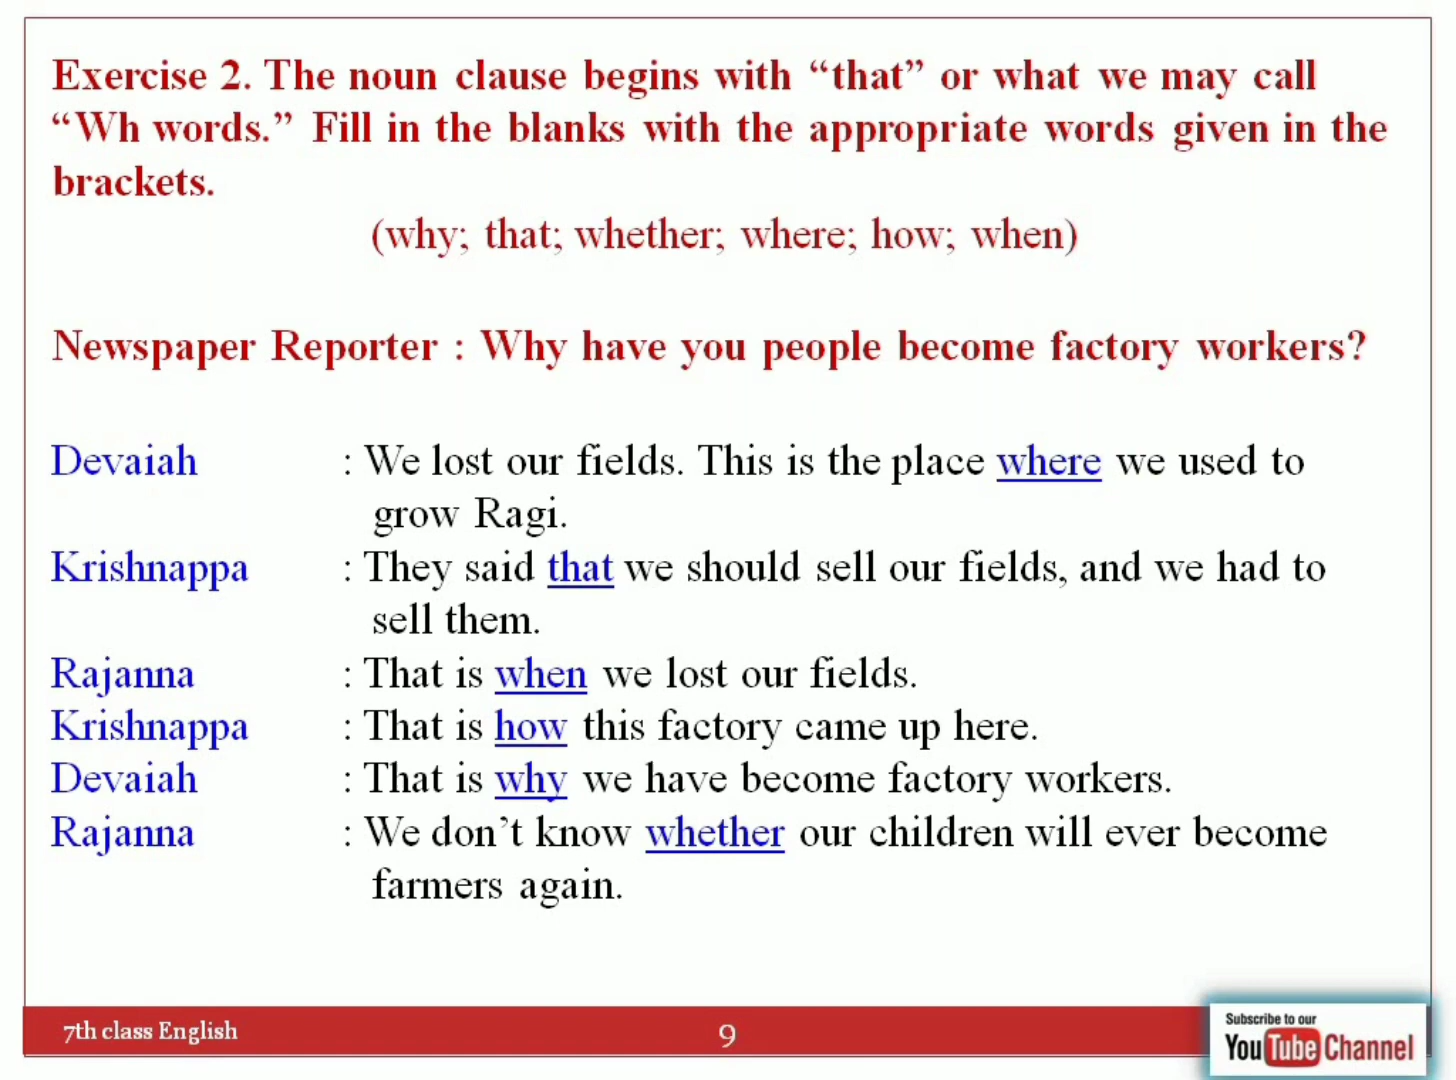 Exercise 2. The noun clause begins with “that” or what we may call
“Wh words.” Fill in the blanks with the appropriate words given in the
brackets.
(why; that; whether; where; how; when)
Newspaper Reporter : Why have you people become factory workers?
Devaiah : We lost our fields. This is the place where we used to
grow Ragi.
Krishnappa : They said that we should sell our fields, and we had to
sell them.
Rajanna : That is when we lost our fields.
Krishnappa : That is how this factory came up here.
Devaiah : That is why we have become factory workers.
Rajanna : We don’t know whether our children will ever become
farmers again.
7th class English 9
Subscribe to our
YouTube Channel